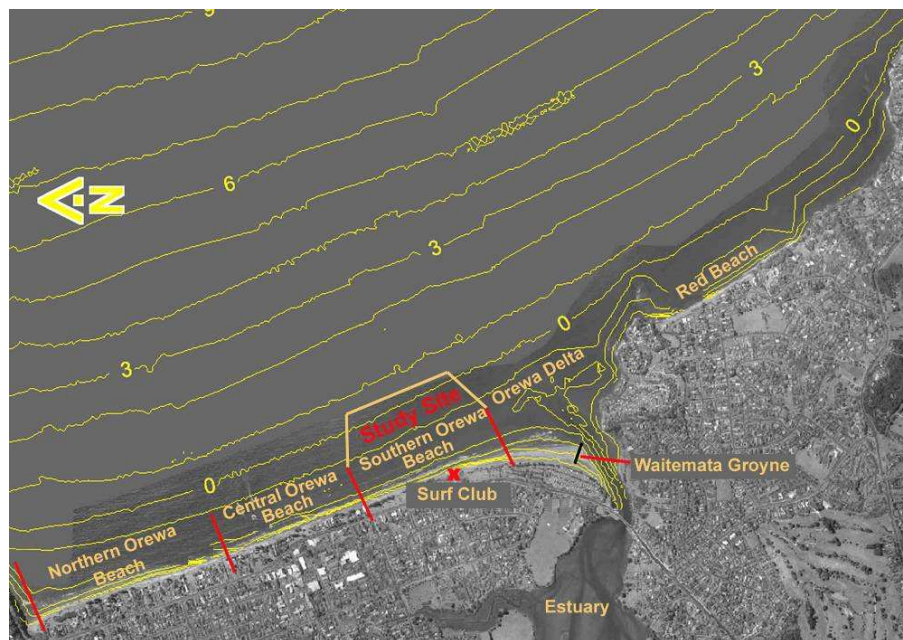 9
3
0
6
N
3
Red Beach
0
3
Orewa Delta
Study Site
Southern Orewa
Beach
Waitemata Groyne
0
Central Orewa
Beach
x
Surf Club
Northern Orewa
Beach
Estuary